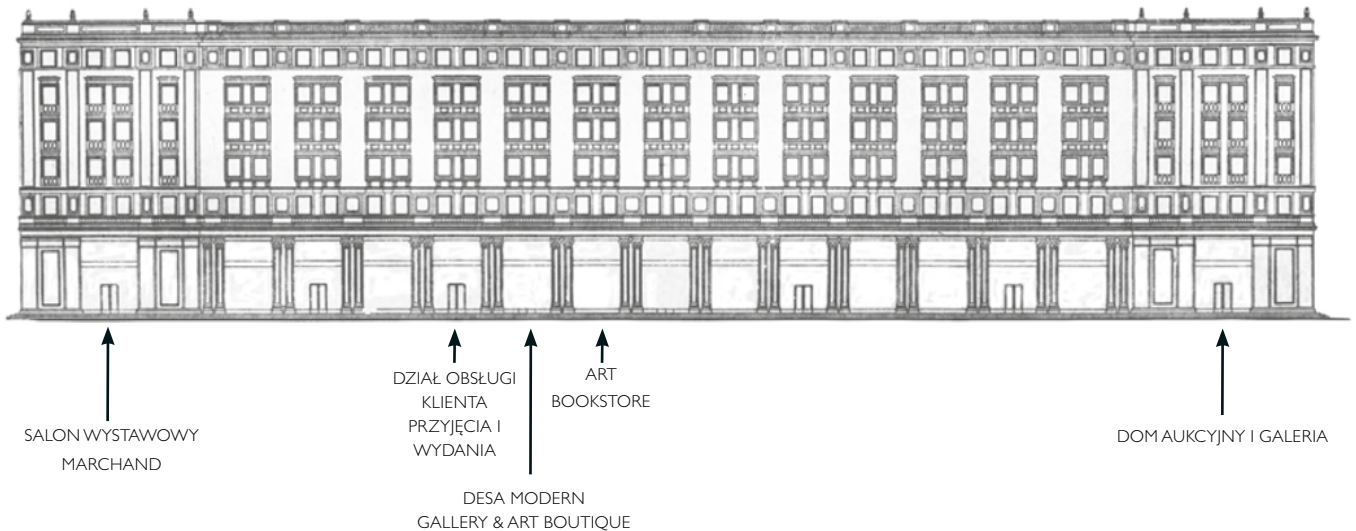 SALON WYSTAWOWY
MARCHAND
DZIAŁ OBSŁUGI
KLIENTA
PRZYJĘCIA I
WYDANIA
DESA MODERN
GALLERY & ART BOUTIQUE
ART
BOOKSTORE
DOM AUKCYJNY I GALERIA